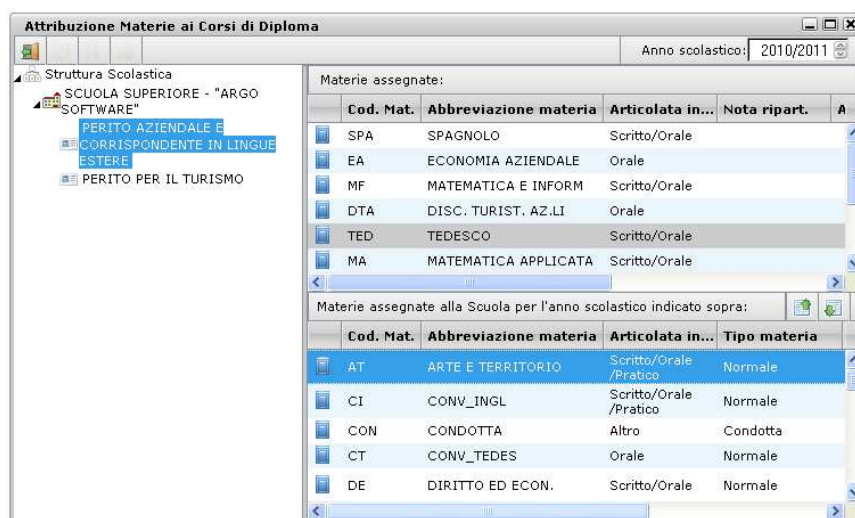 Attribuzione Materie ai Corsi di Diploma
Anno scolastico: 2010/2011
Struttura Scolastica
SCUOLA SUPERIORE - "ARGO
SOFTWARE"
PERITO AZIENDALE E
CORRISPONDENTE IN LINGUE
ESTERE
PERITO PER IL TURISMO
Materie assegnate:
Cod. Mat. Abbreviazione materia Articolata in... Nota ripart. A
SPA SPAGNOLO Scritto/Orale
EA ECONOMIA AZIENDALE Orale
MF MATEMATICA E INFORM Scritto/Orale
DTA DISC. TURIST. AZ.LI Orale
TED TEDESCO Scritto/Orale
MA MATEMATICA APPLICATA Scritto/Orale
Materie assegnate alla Scuola per l'anno scolastico indicato sopra:
Cod. Mat. Abbreviazione materia Articolata in... Tipo materia
AT ARTE E TERRITORIO Scritto/Orale
/Pratico Normale
CI CONV_INGL Scritto/Orale
/Pratico Normale
CON CONDOTTA Altro Condotta
CT CONV_TEDES Orale Normale
DE DIRITTO ED ECON. Scritto/Orale Normale